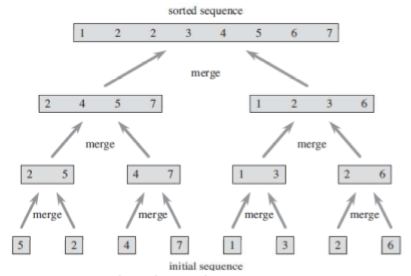 sorted sequence
1 2 2 3 4 5 6 7
merge
2 4 5 7 1 2 3 6
merge merge
2 5 4 7 1 3 2 6
merge merge merge merge
5 2 4 7 1 3 2 6
initial sequence